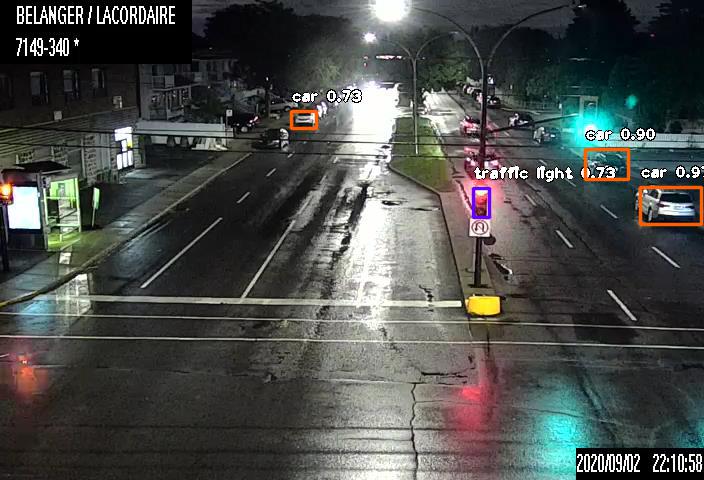 BELANGER / LACORDAIRE
7149-340 *
car 0.73
car 0.90
traffic light 0.73
car 0.97
2020/09/02 22:10:58